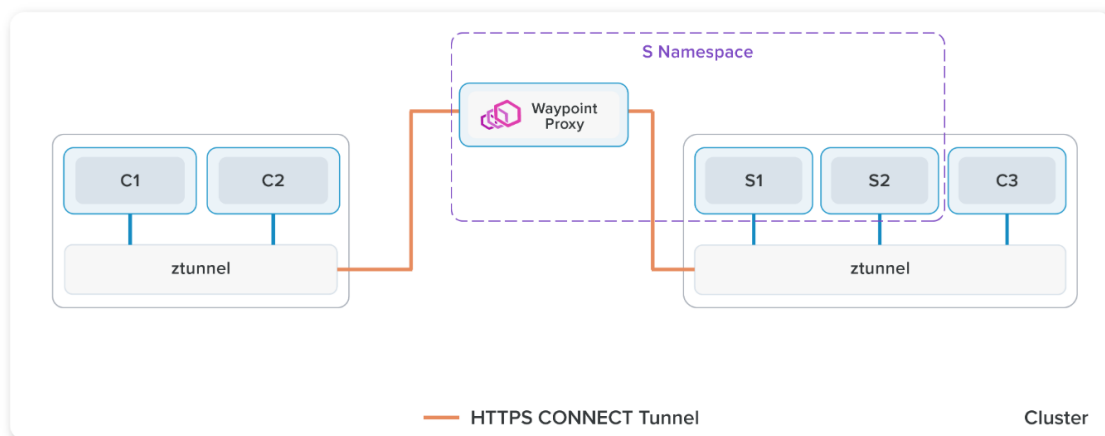 S Namespace
Waypoint
Proxy
C1
C2
S1
S2
C3
ztunnel
ztunnel
HTTPS CONNECT Tunnel
Cluster